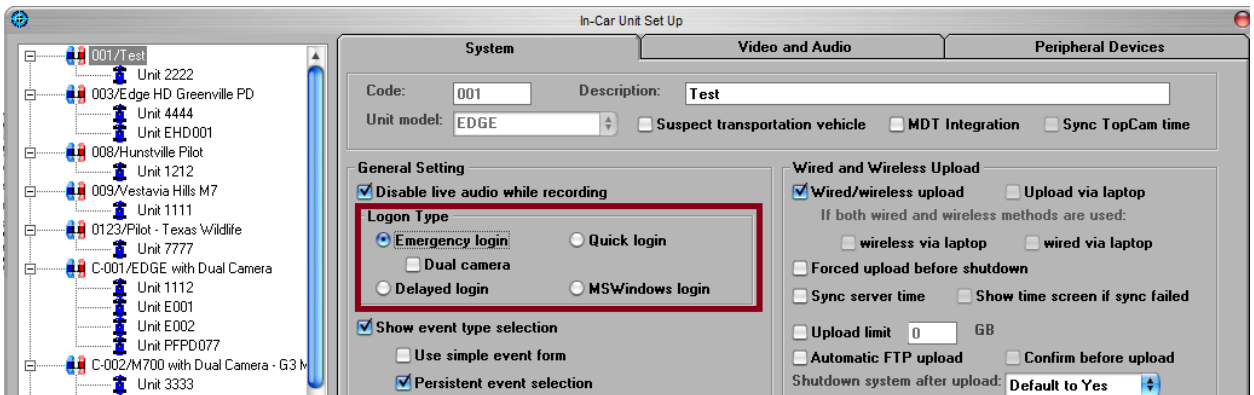 In-Car Unit Set Up
001/Test
Unit 2222
003/Edge HD Greenville PD
Unit 4444
Unit EHD001
008/Hunstville Pilot
Unit 1212
009/Vestavia Hills M7
Unit 1111
0123/Pilot - Texas Wildlife
Unit 7777
C-001/EDGE with Dual Camera
Unit 1112
Unit E001
Unit E002
Unit PFPD077
C-002/M700 with Dual Camera - G3 M
Unit 3333
System Video and Audio Peripheral Devices
Code: 001 Description: Test
Unit model: EDGE Suspect transportation vehicle MDT Integration Sync TopCam time
General Setting
Disable live audio while recording
Logon Type
Emergency login Quick login
Dual camera
Delayed login MSWindows login
Show event type selection
Use simple event form
Persistent event selection
Wired and Wireless Upload
Wired/wireless upload Upload via laptop
If both wired and wireless methods are used:
wireless via laptop wired via laptop
Forced upload before shutdown
Sync server time Show time screen if sync failed
Upload limit 0 GB
Automatic FTP upload Confirm before upload
Shutdown system after upload: Default to Yes